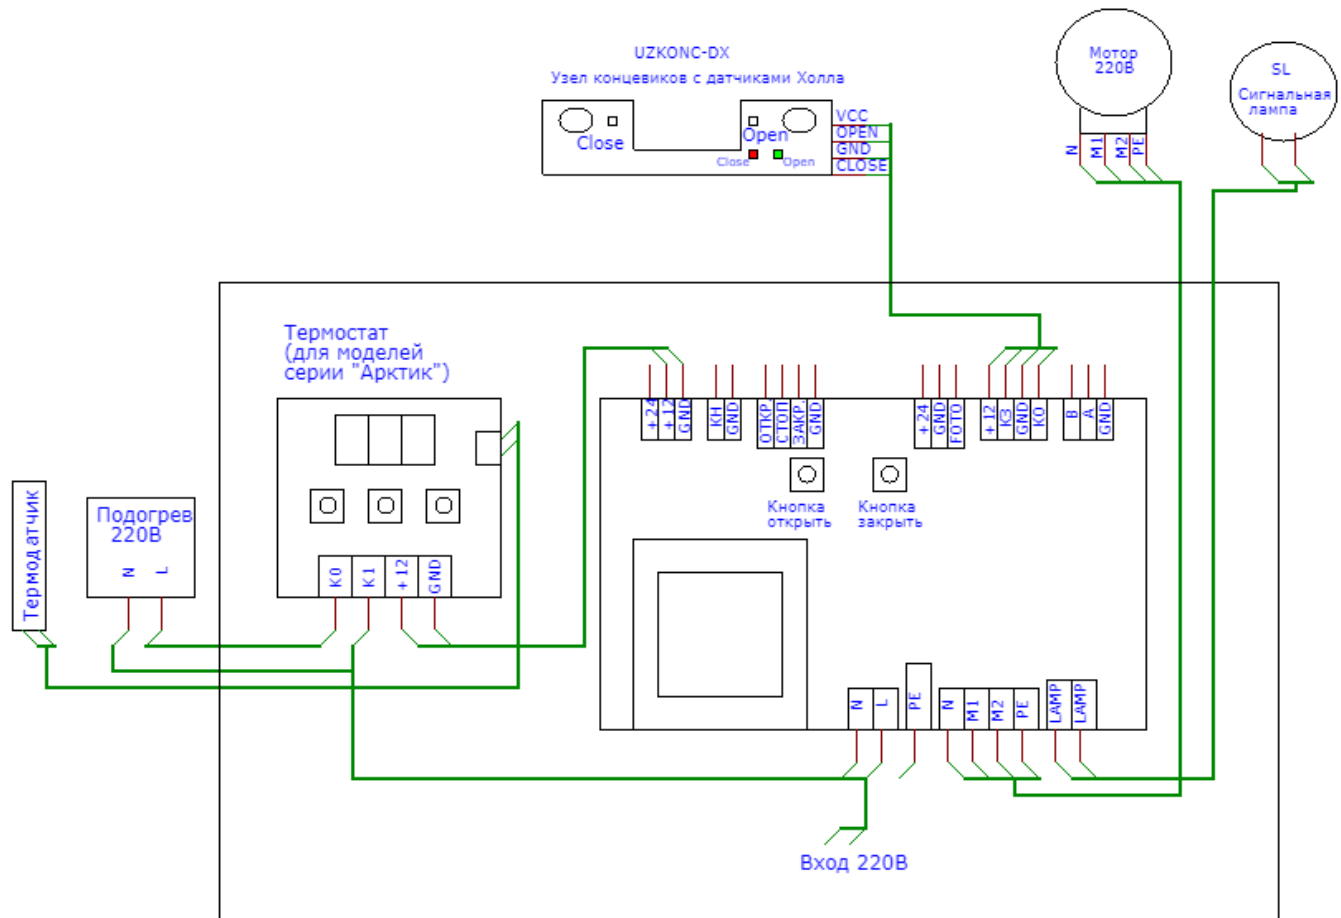 UZKONC-DX
Узел концевиков с датчиками Холла
Close
Open
Close
Open
VCC
OPEN
GND
CLOSE
Мотор
220В
N
M1
M2
PE
SL
Сигнальная
лампа
Термостат
(для моделей
серии "Арктик")
K0
K1
+12
GND
Термодатчик
Подогрев
220В
N
L
+24
+12
GND
КН
GND
ОТКР.
СТОП
ЗАКР.
GND
+24
GND
FOTO
+12
КЗ
GND
КО
B
A
GND
Кнопка
открыть
Кнопка
закрыть
N
L
PE
N
M1
M2
PE
LAMP
LAMP
Вход 220В